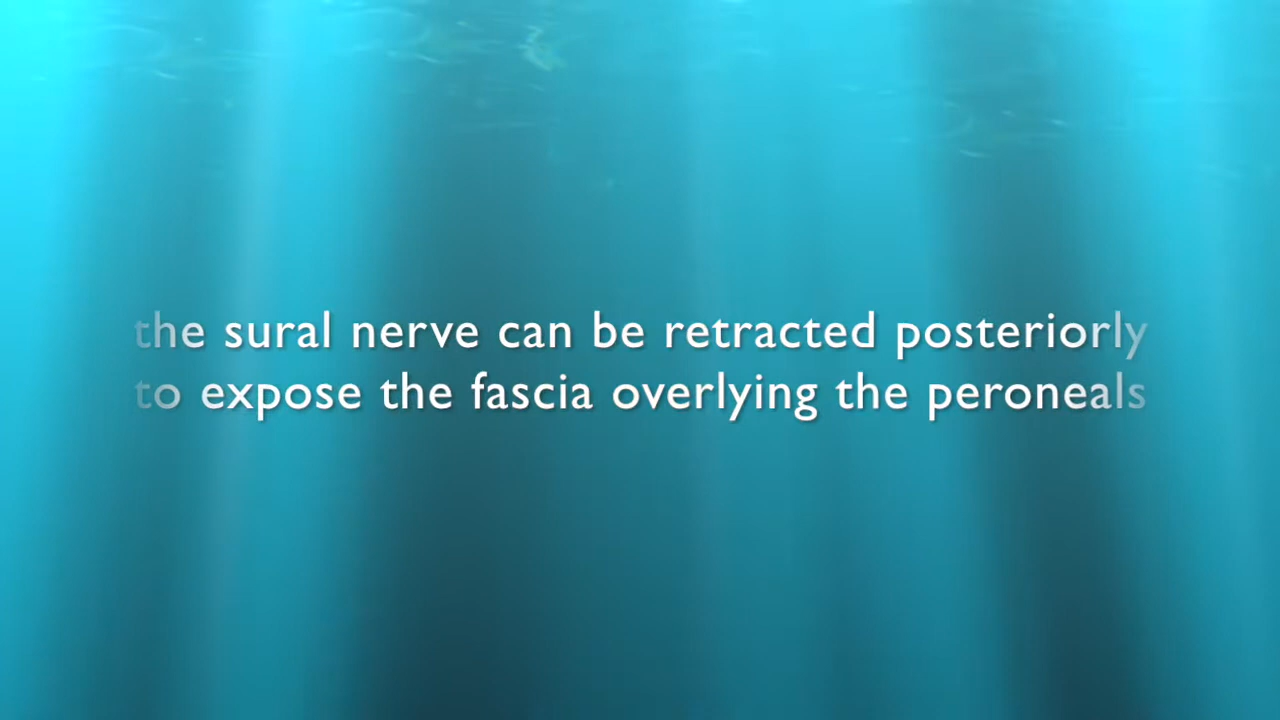 the sural nerve can be retracted posteriorly
to expose the fascia overlying the peroneals